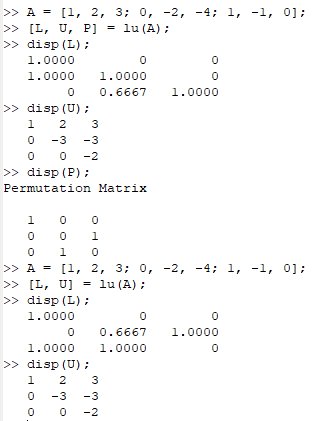 >> A = [1, 2, 3; 0, -2, -4; 1, -1, 0];
>> [L, U, P] = lu(A);
>> disp(L);
1.0000 0 0
1.0000 1.0000 0
0 0.6667 1.0000
>> disp(U);
1 2 3
0 -3 -3
0 0 -2
>> disp(P);
Permutation Matrix
1 0 0
0 0 1
0 1 0
>> A = [1, 2, 3; 0, -2, -4; 1, -1, 0];
>> [L, U] = lu(A);
>> disp(L);
1.0000 0 0
0 0.6667 1.0000
1.0000 1.0000 0
>> disp(U);
1 2 3
0 -3 -3
0 0 -2